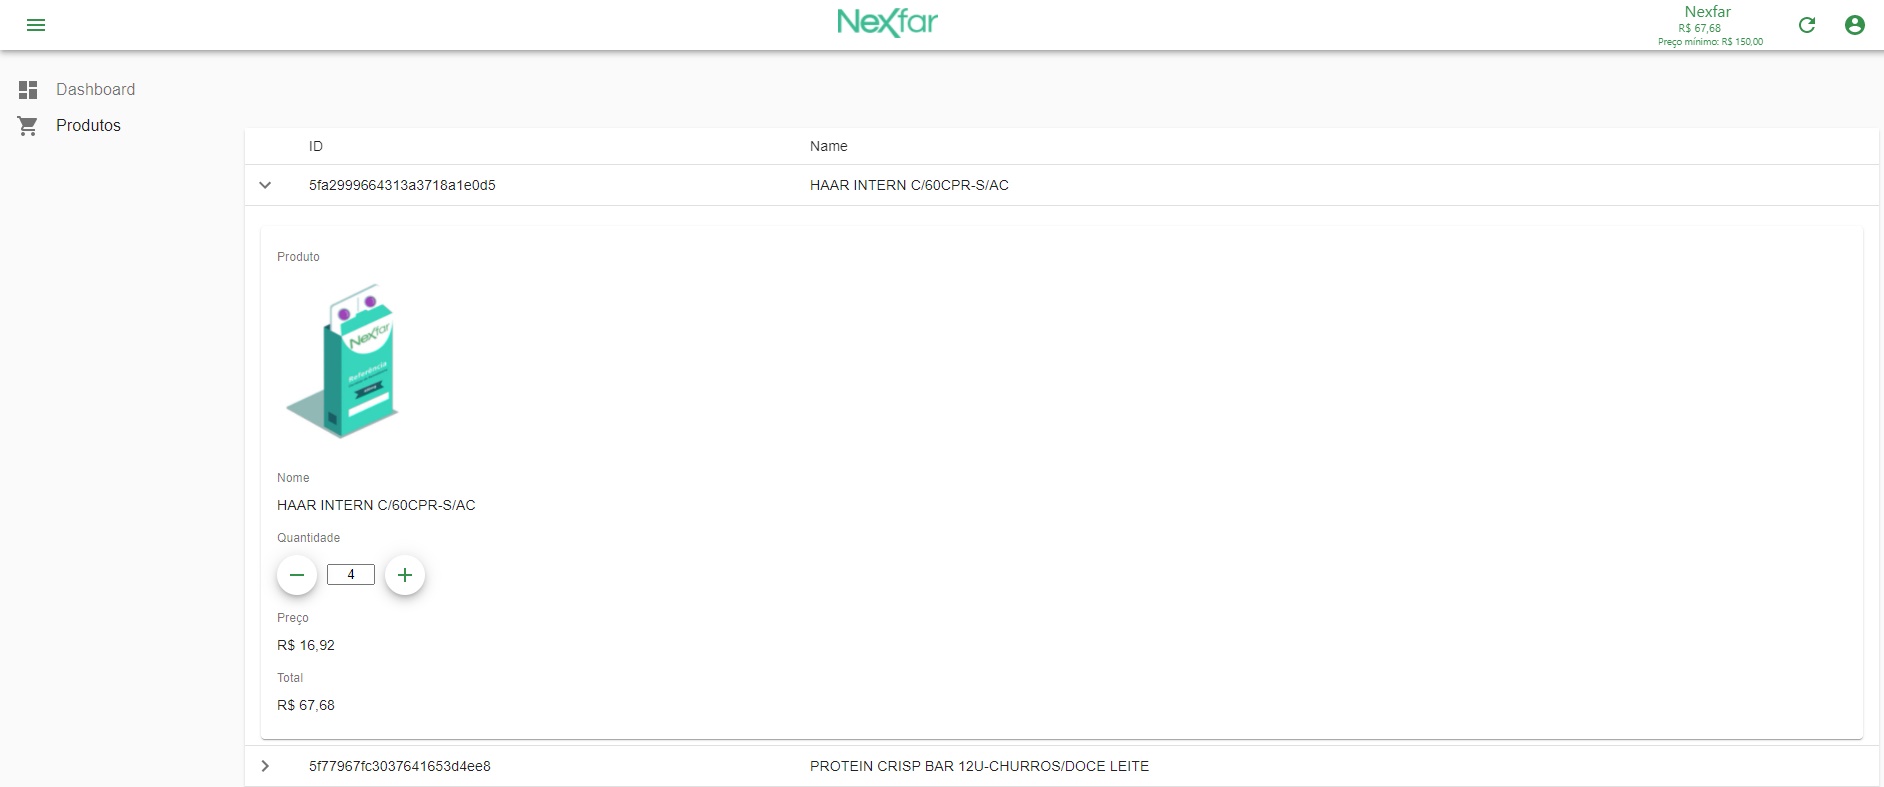 Nexfar
Nexfar
R$ 67,68
Preço mínimo: R$ 150,00
Dashboard
Produtos
ID Name
5fa2999664313a3718a1e0d5 HAAR INTERN C/60CPR-S/AC
Produto
Nexfar
Referência
Nome
HAAR INTERN C/60CPR-S/AC
Quantidade
4
Preço
R$ 16,92
Total
R$ 67,68
5f77967fc3037641653d4ee8 PROTEIN CRISP BAR 12U-CHURROS/DOCE LEITE